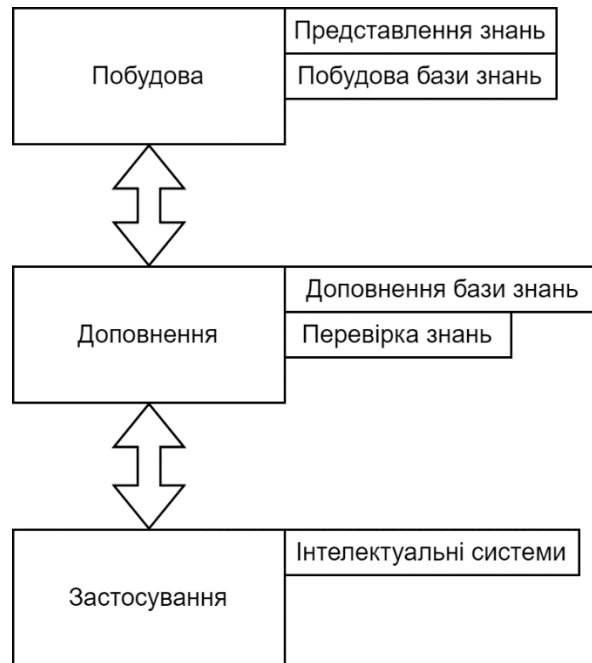 Представлення знань
Побудова
Побудова бази знань
Доповнення бази знань
Доповнення
Перевірка знань
Інтелектуальні системи
Застосування